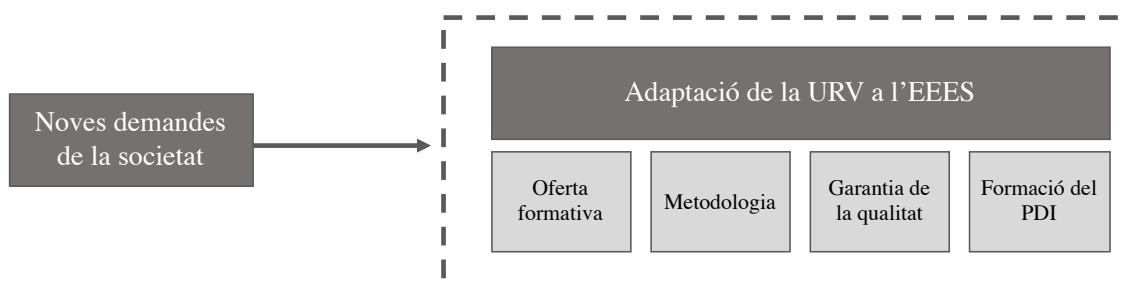 Noves demandes
de la societat
Adaptació de la URV a l’EEES
Oferta
formativa
Metodologia
Garantia de
la qualitat
Formació del
PDI